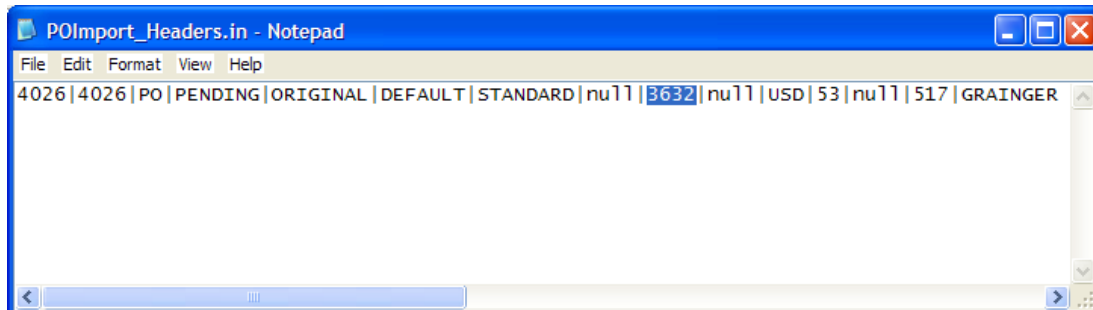 POImport_Headers.in - Notepad
File Edit Format View Help
4026|4026|PO|PENDING|ORIGINAL|DEFAULT|STANDARD|null|3632|null|USD|53|null|517|GRAINGER